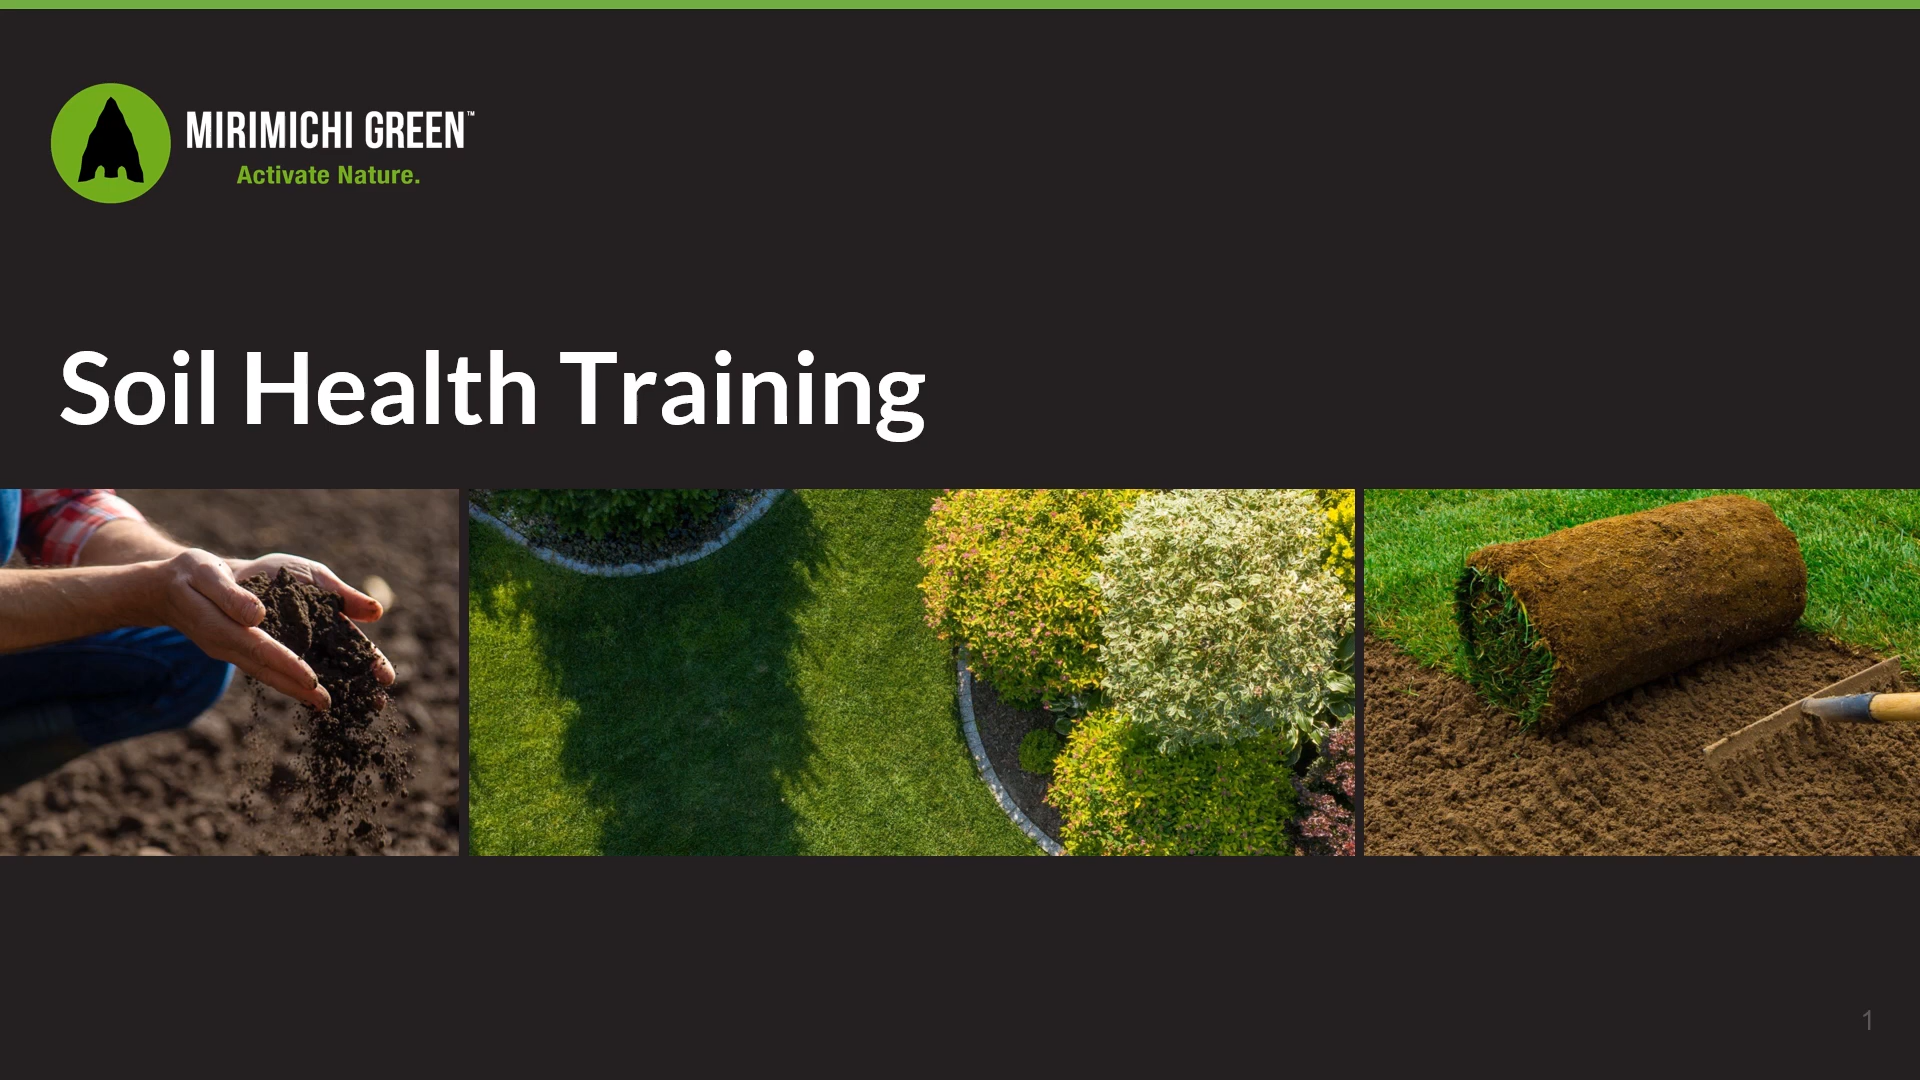 MIRIMICHI GREEN™
Activate Nature.
Soil Health Training
1